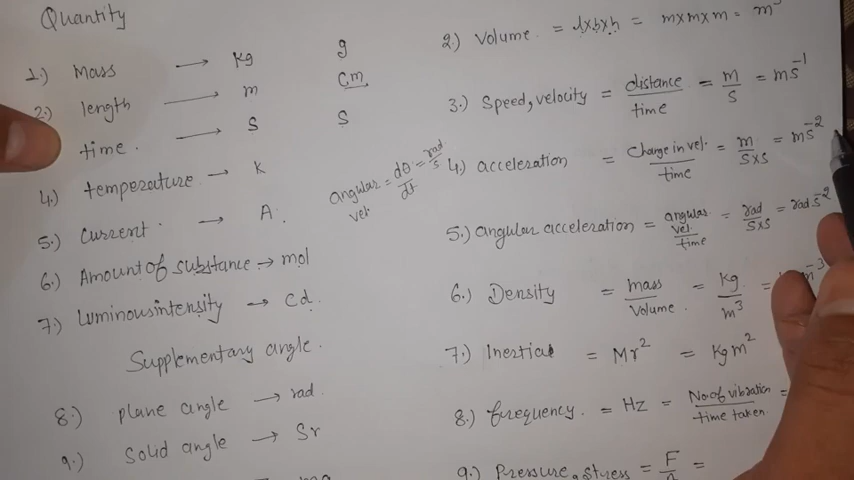 Quantity
1.) Mass → Kg g
2.) length → m cm
time. → S S
4.) temperature → K
5.) Current. → A.
6.) Amount of substance → mol
7.) Luminous intensity → Cd.
Supplementary angle.
8.) plane angle → rad.
9.) Solid angle → Sr
angular vel = dθ/dt = rad/s
2.) Volume = l×b×h = m×m×m = m³
3.) Speed, velocity = distance/time = m/s = ms⁻¹
4.) acceleration = Change in vel./time = m/s×s = ms⁻²
5.) angular acceleration = angular vel./time = rad/s×s = rad s⁻²
6.) Density = mass/Volume. = Kg/m³ =
7.) Inertia = Mr² = Kgm²
8.) frequency. = Hz = No of vibration/time taken. =
9.) Pressure, stress = F/ =